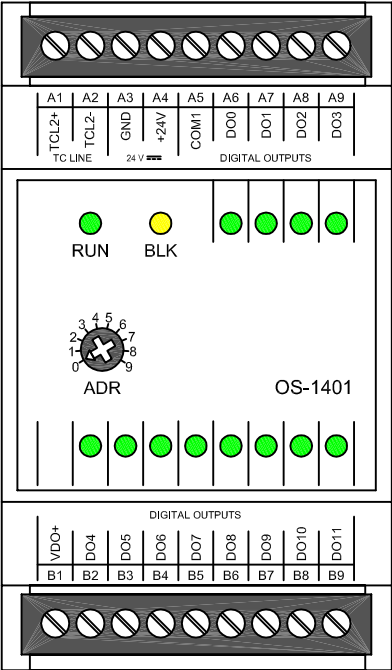 A1 A2 A3 A4 A5 A6 A7 A8 A9
TCL2+ TCL2- GND +24V COM1 DO0 DO1 DO2 DO3
TC LINE 24 V DIGITAL OUTPUTS
RUN BLK
0 1 2 3 4 5 6 7 8 9
ADR
OS-1401
DIGITAL OUTPUTS
VDO+ DO4 DO5 DO6 DO7 DO8 DO9 DO10 DO11
B1 B2 B3 B4 B5 B6 B7 B8 B9